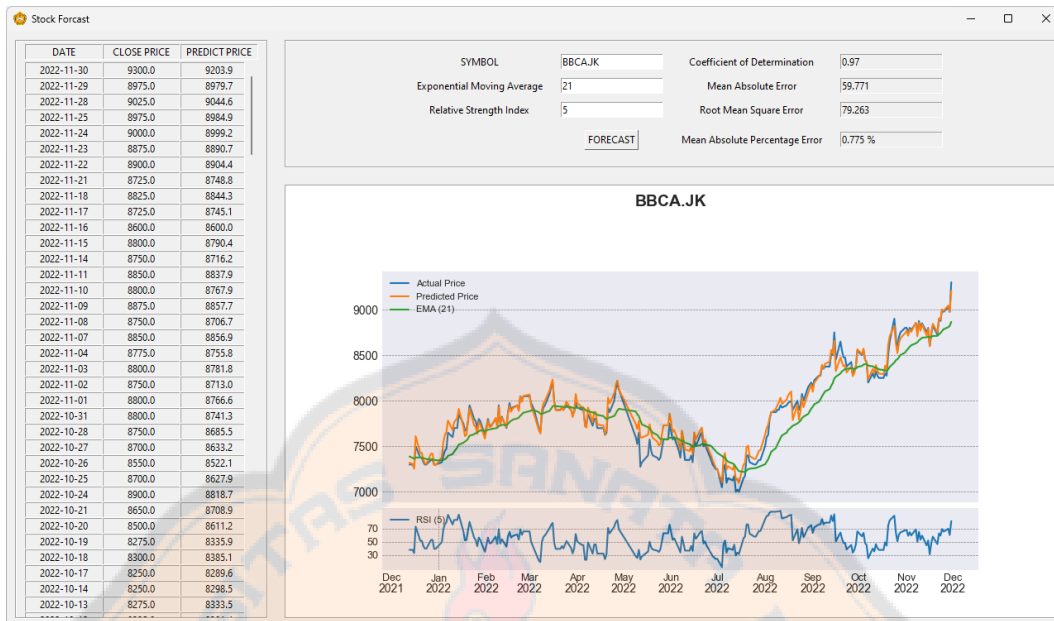 Stock Forcast
DATE CLOSE PRICE PREDICT PRICE
2022-11-30 9300.0 9203.9
2022-11-29 8975.0 8979.7
2022-11-28 9025.0 9044.6
2022-11-25 8975.0 8984.9
2022-11-24 9000.0 8999.2
2022-11-23 8875.0 8890.7
2022-11-22 8900.0 8904.4
2022-11-21 8725.0 8748.8
2022-11-18 8825.0 8844.3
2022-11-17 8725.0 8745.1
2022-11-16 8600.0 8600.0
2022-11-15 8800.0 8790.4
2022-11-14 8750.0 8716.2
2022-11-11 8850.0 8837.9
2022-11-10 8800.0 8767.9
2022-11-09 8875.0 8857.7
2022-11-08 8750.0 8706.7
2022-11-07 8850.0 8856.9
2022-11-04 8775.0 8755.8
2022-11-03 8800.0 8781.8
2022-11-02 8750.0 8713.0
2022-11-01 8800.0 8766.6
2022-10-31 8800.0 8741.3
2022-10-28 8750.0 8685.5
2022-10-27 8700.0 8633.2
2022-10-26 8550.0 8522.1
2022-10-25 8700.0 8627.9
2022-10-24 8900.0 8818.7
2022-10-21 8650.0 8708.9
2022-10-20 8500.0 8611.2
2022-10-19 8275.0 8335.9
2022-10-18 8300.0 8385.1
2022-10-17 8250.0 8289.6
2022-10-14 8250.0 8298.5
2022-10-13 8275.0 8333.5
SYMBOL BBCA.JK Coefficient of Determination 0.97
Exponential Moving Average 21 Mean Absolute Error 59.771
Relative Strength Index 5 Root Mean Square Error 79.263
FORECAST Mean Absolute Percentage Error 0.775 %
BBCA.JK
Actual Price
Predicted Price
EMA (21)
9000
8500
8000
7500
7000
RSI (5)
70
50
30
Dec Jan Feb Mar Apr May Jun Jul Aug Sep Oct Nov Dec
2021 2022 2022 2022 2022 2022 2022 2022 2022 2022 2022 2022 2022
ITAS SANATA